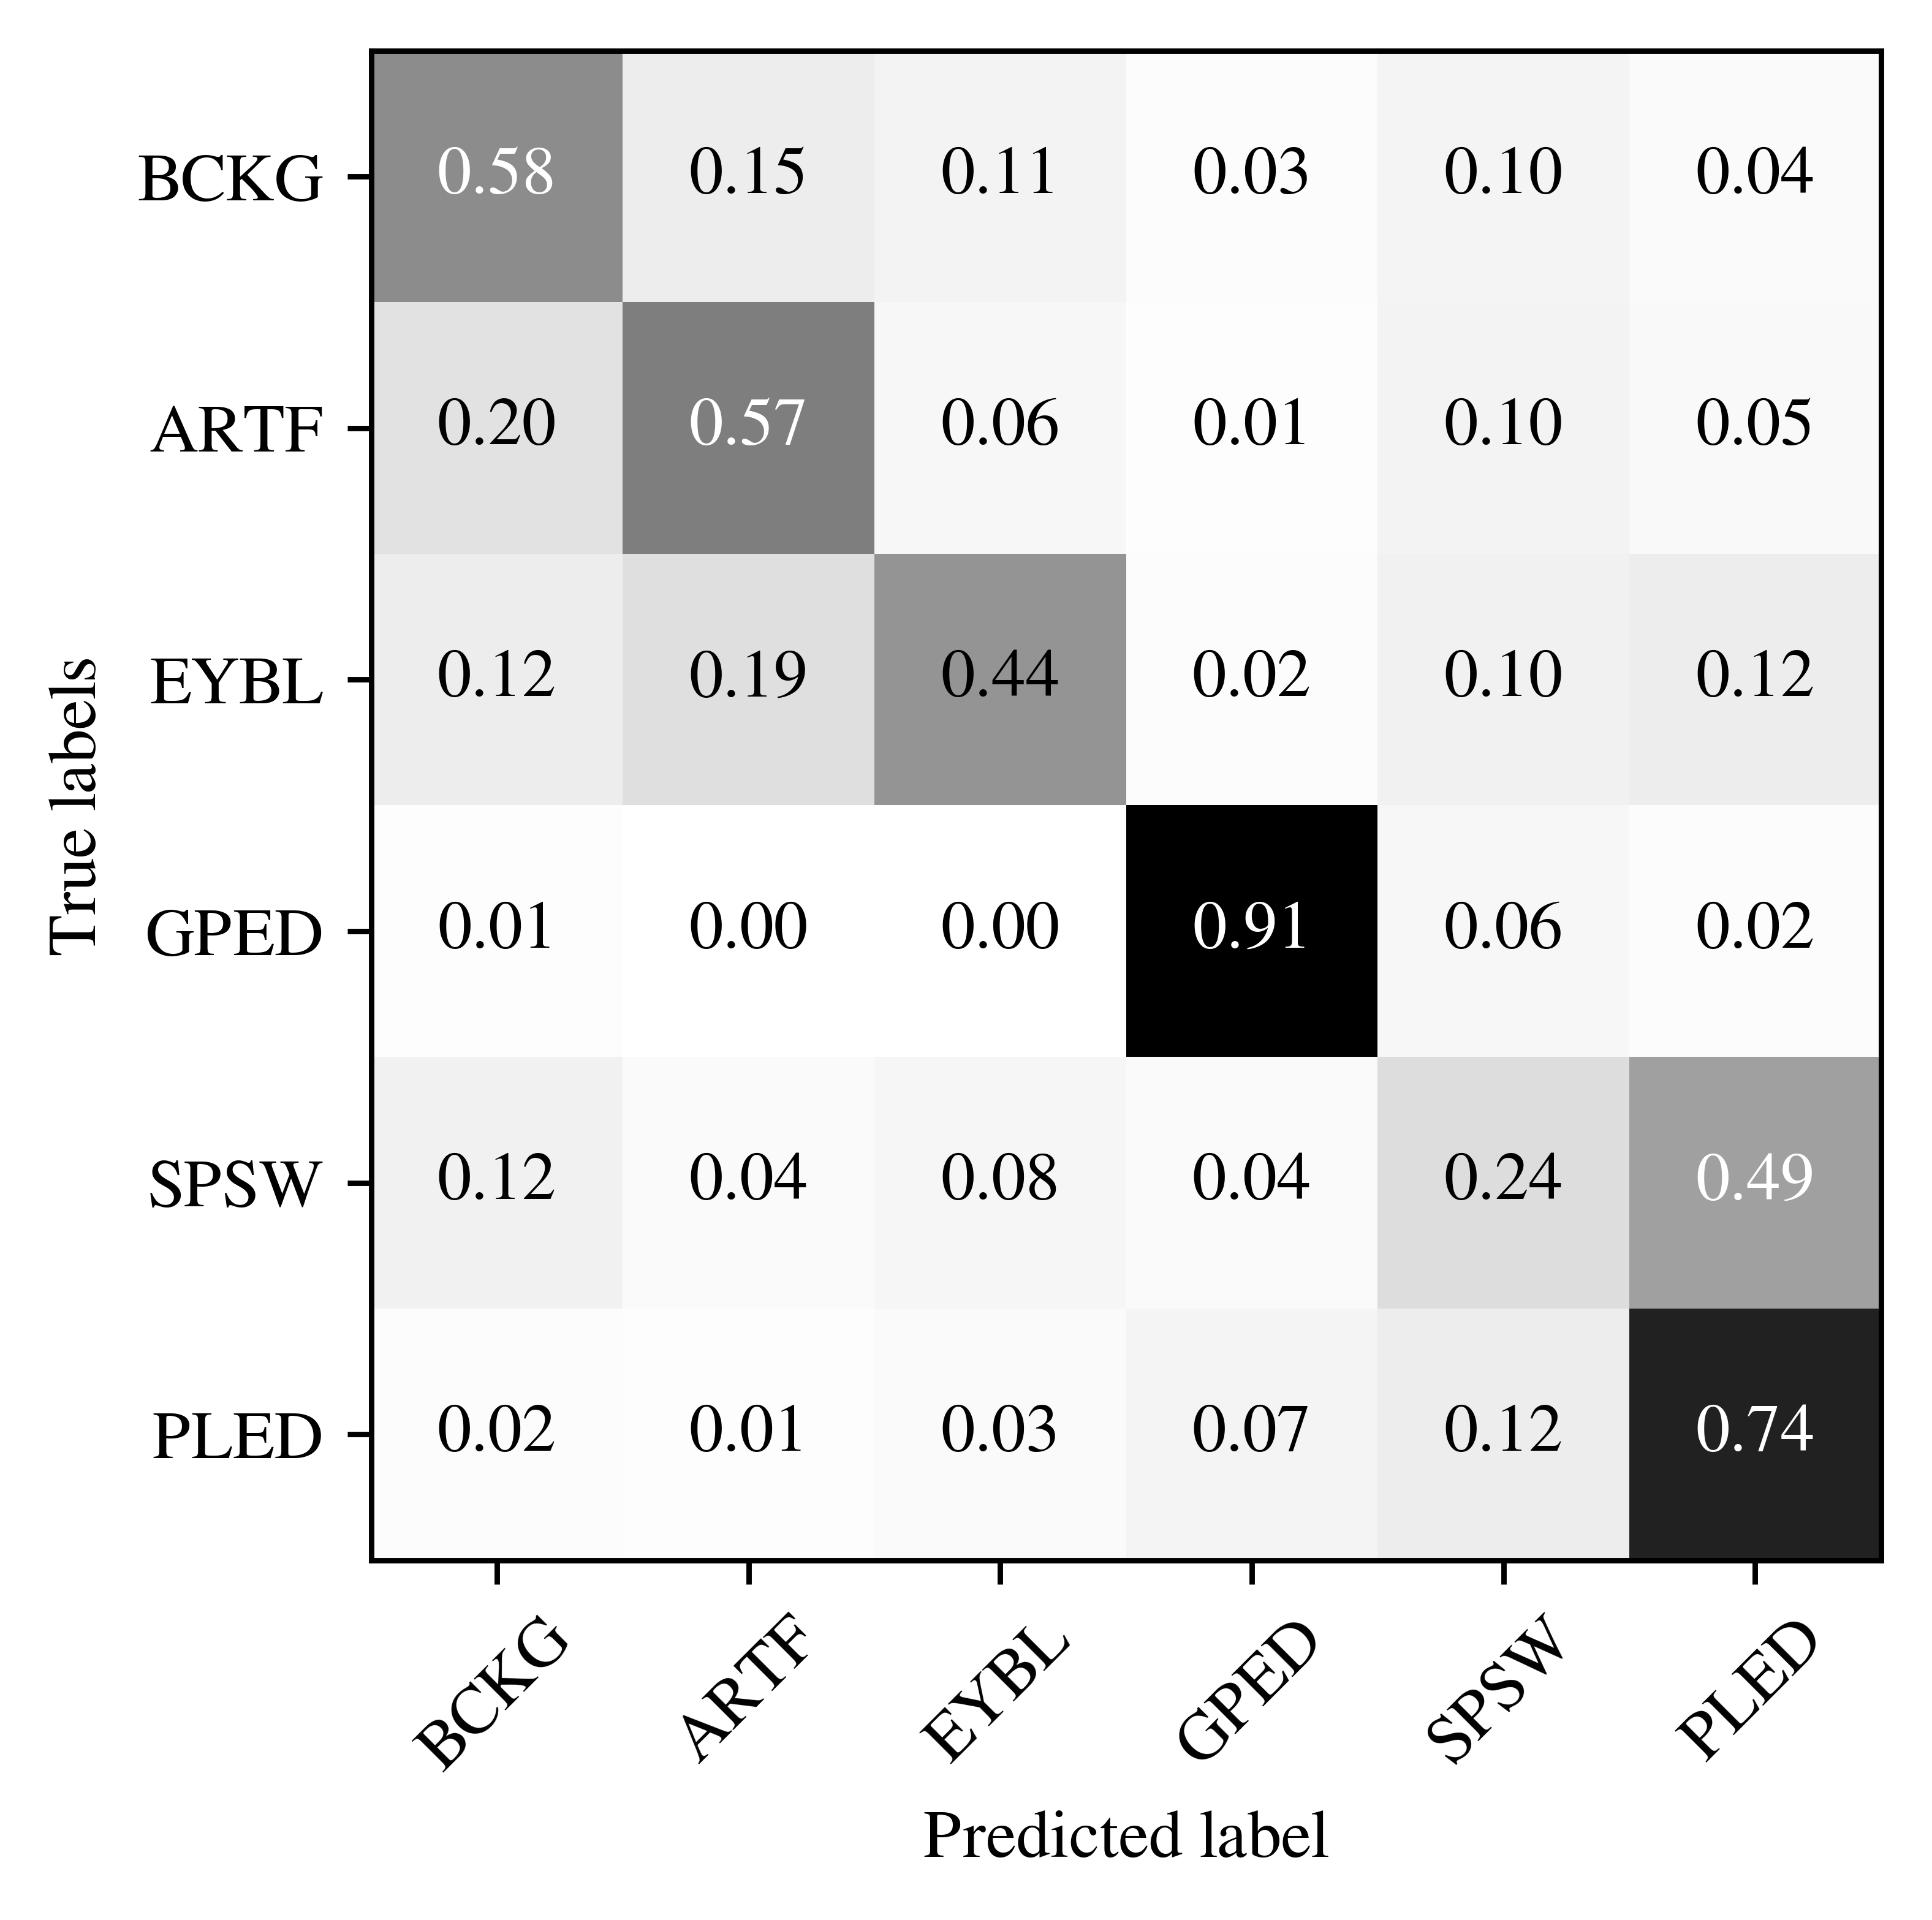 True labels
BCKG 0.58 0.15 0.11 0.03 0.10 0.04
ARTF 0.20 0.57 0.06 0.01 0.10 0.05
EYBL 0.12 0.19 0.44 0.02 0.10 0.12
GPED 0.01 0.00 0.00 0.91 0.06 0.02
SPSW 0.12 0.04 0.08 0.04 0.24 0.49
PLED 0.02 0.01 0.03 0.07 0.12 0.74
BCKG ARTF EYBL GPED SPSW PLED
Predicted label